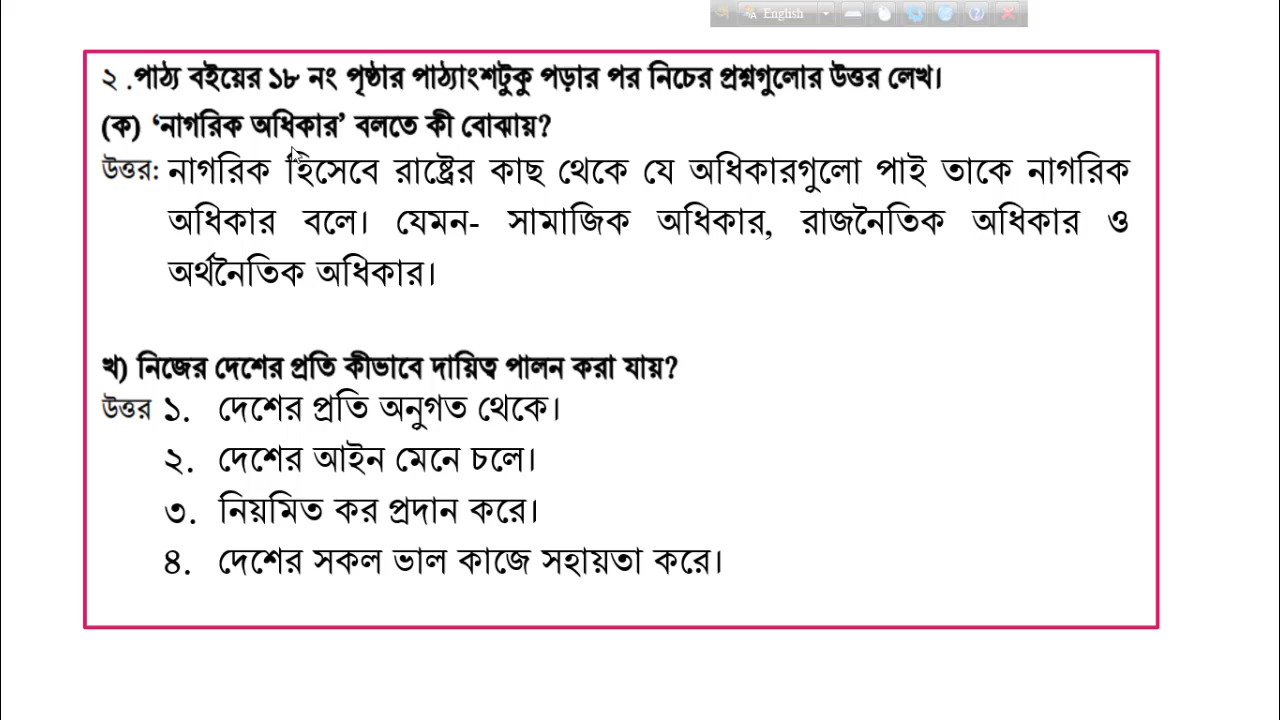 English
২ .পাঠ্য বইয়ের ১৮ নং পৃষ্ঠার পাঠ্যাংশটুকু পড়ার পর নিচের প্রশ্নগুলোর উত্তর লেখ।
(ক) ‘নাগরিক অধিকার’ বলতে কী বোঝায়?
উত্তর: নাগরিক হিসেবে রাষ্ট্রের কাছ থেকে যে অধিকারগুলো পাই তাকে নাগরিক
অধিকার বলে। যেমন- সামাজিক অধিকার, রাজনৈতিক অধিকার ও
অর্থনৈতিক অধিকার।
খ) নিজের দেশের প্রতি কীভাবে দায়িত্ব পালন করা যায়?
উত্তর ১. দেশের প্রতি অনুগত থেকে।
২. দেশের আইন মেনে চলে।
৩. নিয়মিত কর প্রদান করে।
৪. দেশের সকল ভাল কাজে সহায়তা করে।